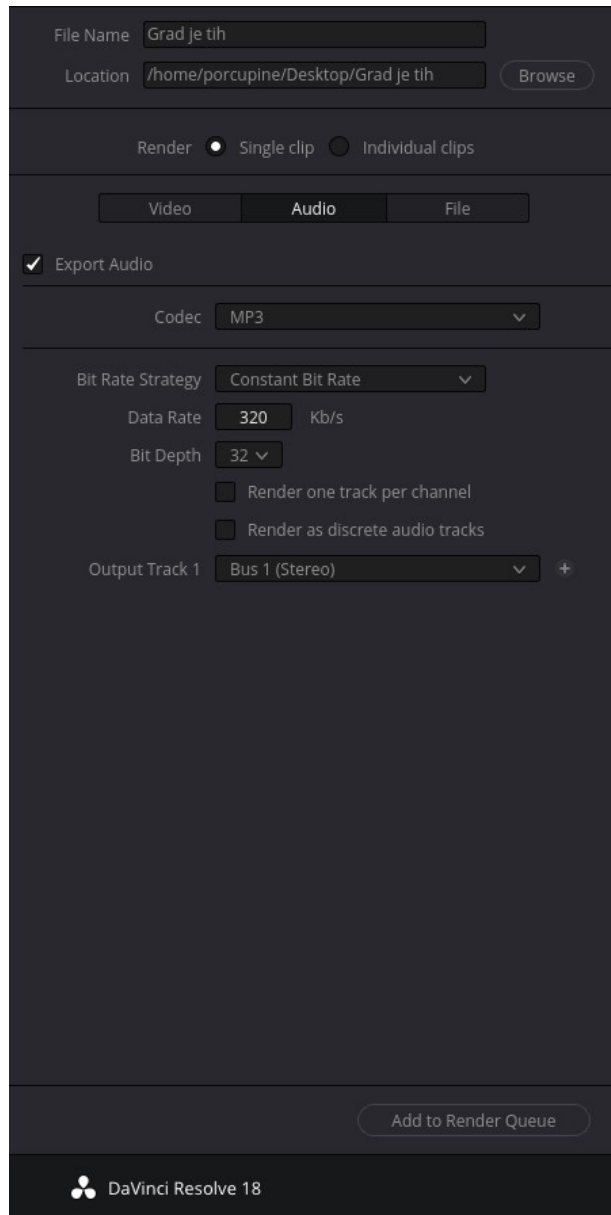 File Name Grad je tih
Location /home/porcupine/Desktop/Grad je tih Browse
Render Single clip Individual clips
Video Audio File
Export Audio
Codec MP3
Bit Rate Strategy Constant Bit Rate
Data Rate 320 Kb/s
Bit Depth 32
Render one track per channel
Render as discrete audio tracks
Output Track 1 Bus 1 (Stereo) +
Add to Render Queue
DaVinci Resolve 18